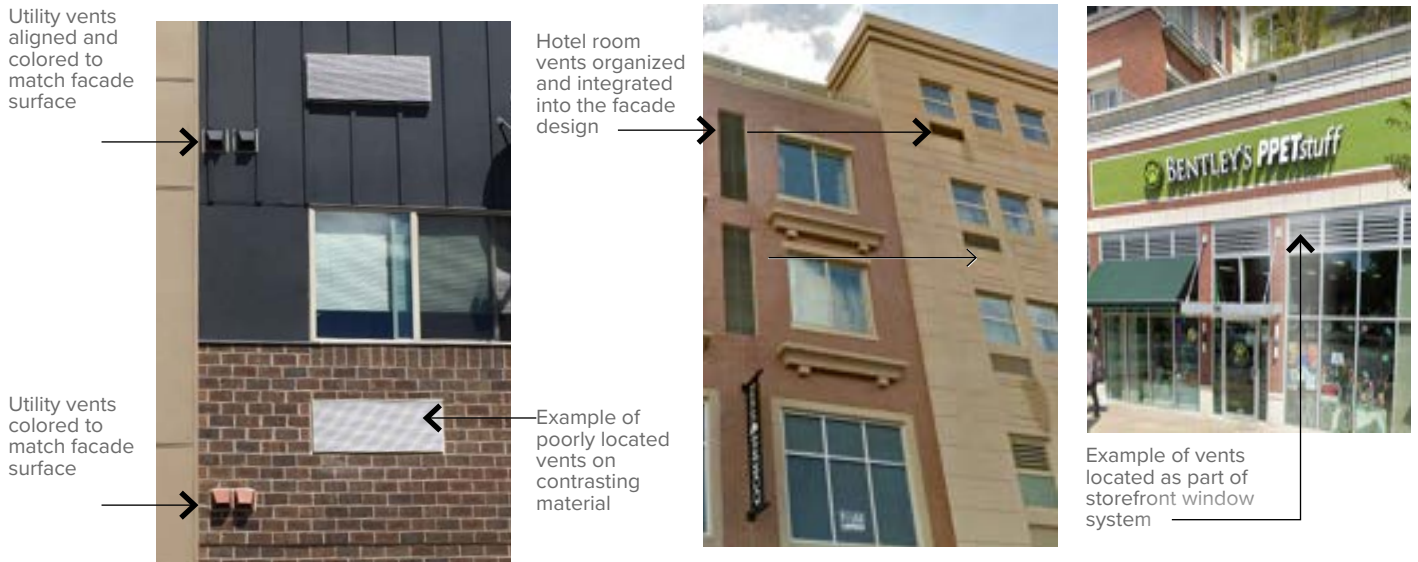 Utility vents
aligned and
colored to
match facade
surface
Utility vents
colored to
match facade
surface
Hotel room
vents organized
and integrated
into the facade
design
Example of
poorly located
vents on
contrasting
material
BENTLEY'S PPETstuff
Example of vents
located as part of
storefront window
system